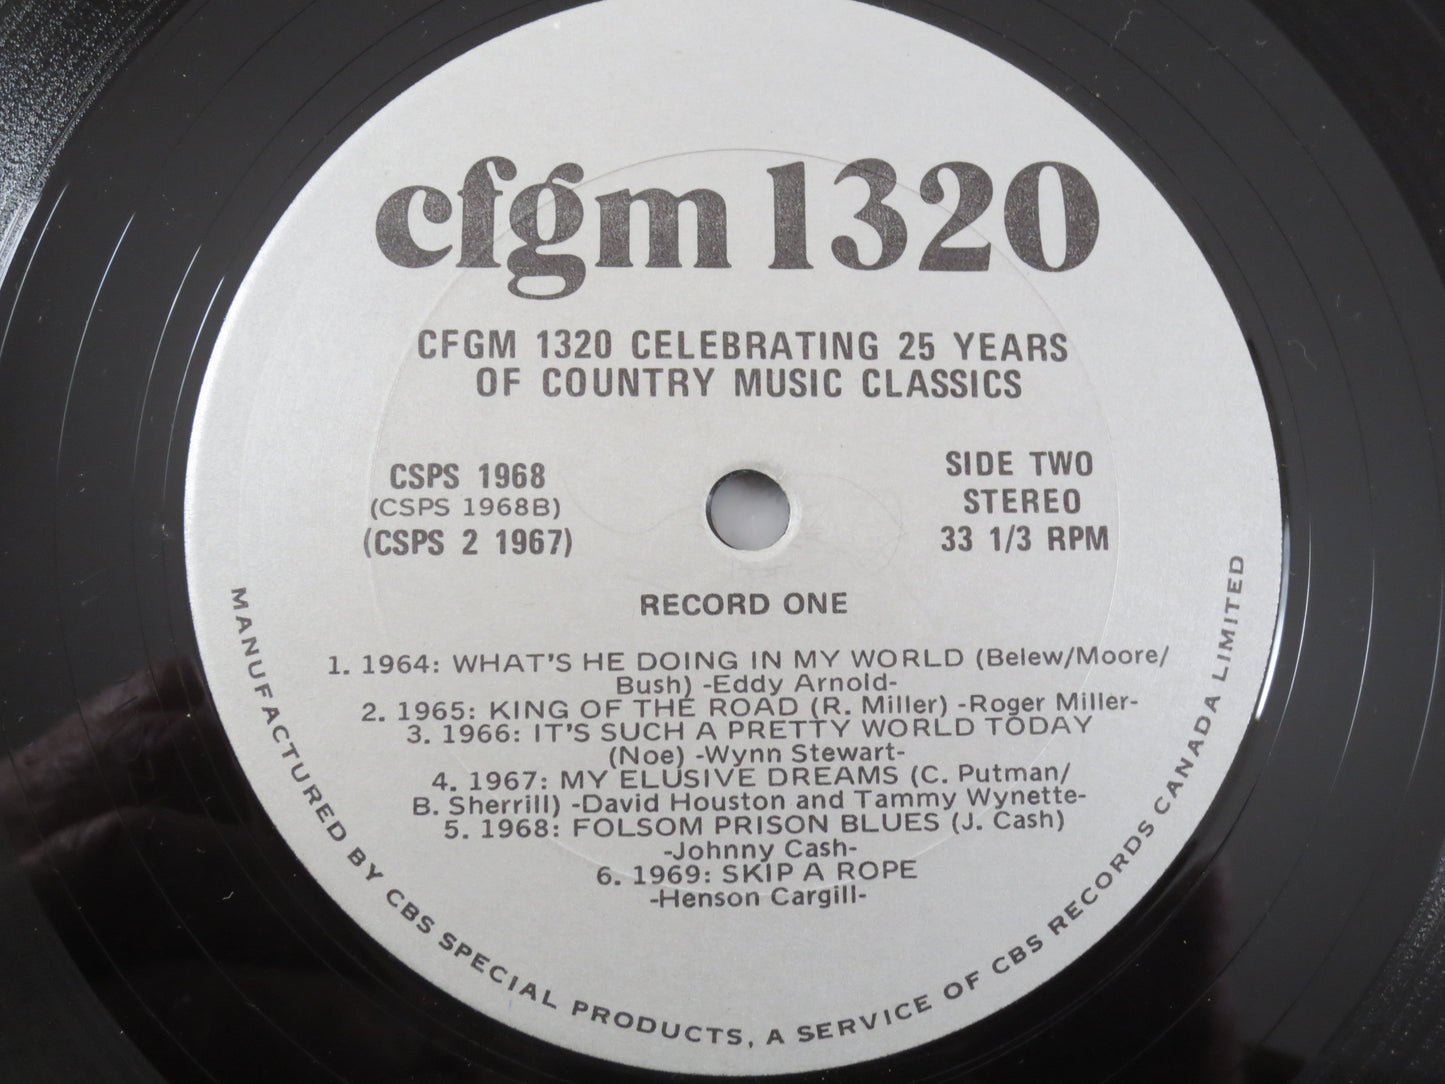 cfgm 1320
CFGM 1320 CELEBRATING 25 YEARS
OF COUNTRY MUSIC CLASSICS
CSPS 1968
(CSPS 1968B)
(CSPS 2 1967)
SIDE TWO
STEREO
33 1/3 RPM
RECORD ONE
1. 1964: WHAT'S HE DOING IN MY WORLD (Belew/Moore/
Bush) -Eddy Arnold-
2. 1965: KING OF THE ROAD (R. Miller) -Roger Miller-
3. 1966: IT'S SUCH A PRETTY WORLD TODAY
(Noe) -Wynn Stewart-
4. 1967: MY ELUSIVE DREAMS (C. Putman/
B. Sherrill) -David Houston and Tammy Wynette-
5. 1968: FOLSOM PRISON BLUES (J. Cash)
-Johnny Cash-
6. 1969: SKIP A ROPE
-Henson Cargill-
MANUFACTURED BY CBS SPECIAL PRODUCTS, A SERVICE OF CBS RECORDS CANADA LIMITED